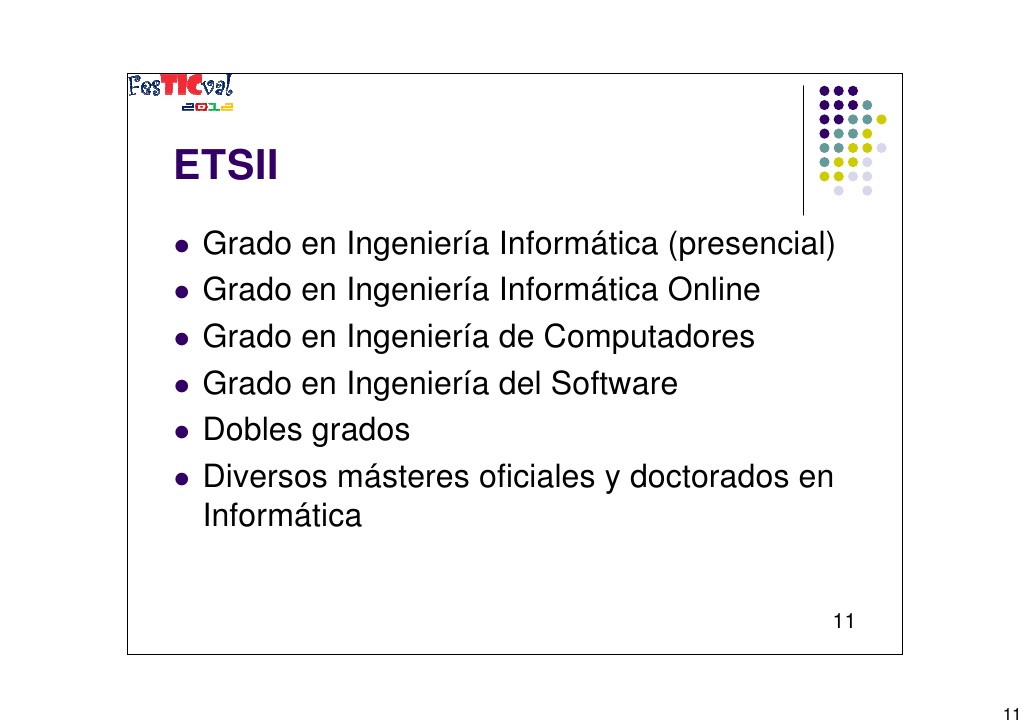 FesTICval
2012
ETSII
Grado en Ingeniería Informática (presencial)
Grado en Ingeniería Informática Online
Grado en Ingeniería de Computadores
Grado en Ingeniería del Software
Dobles grados
Diversos másteres oficiales y doctorados en
Informática
11
11